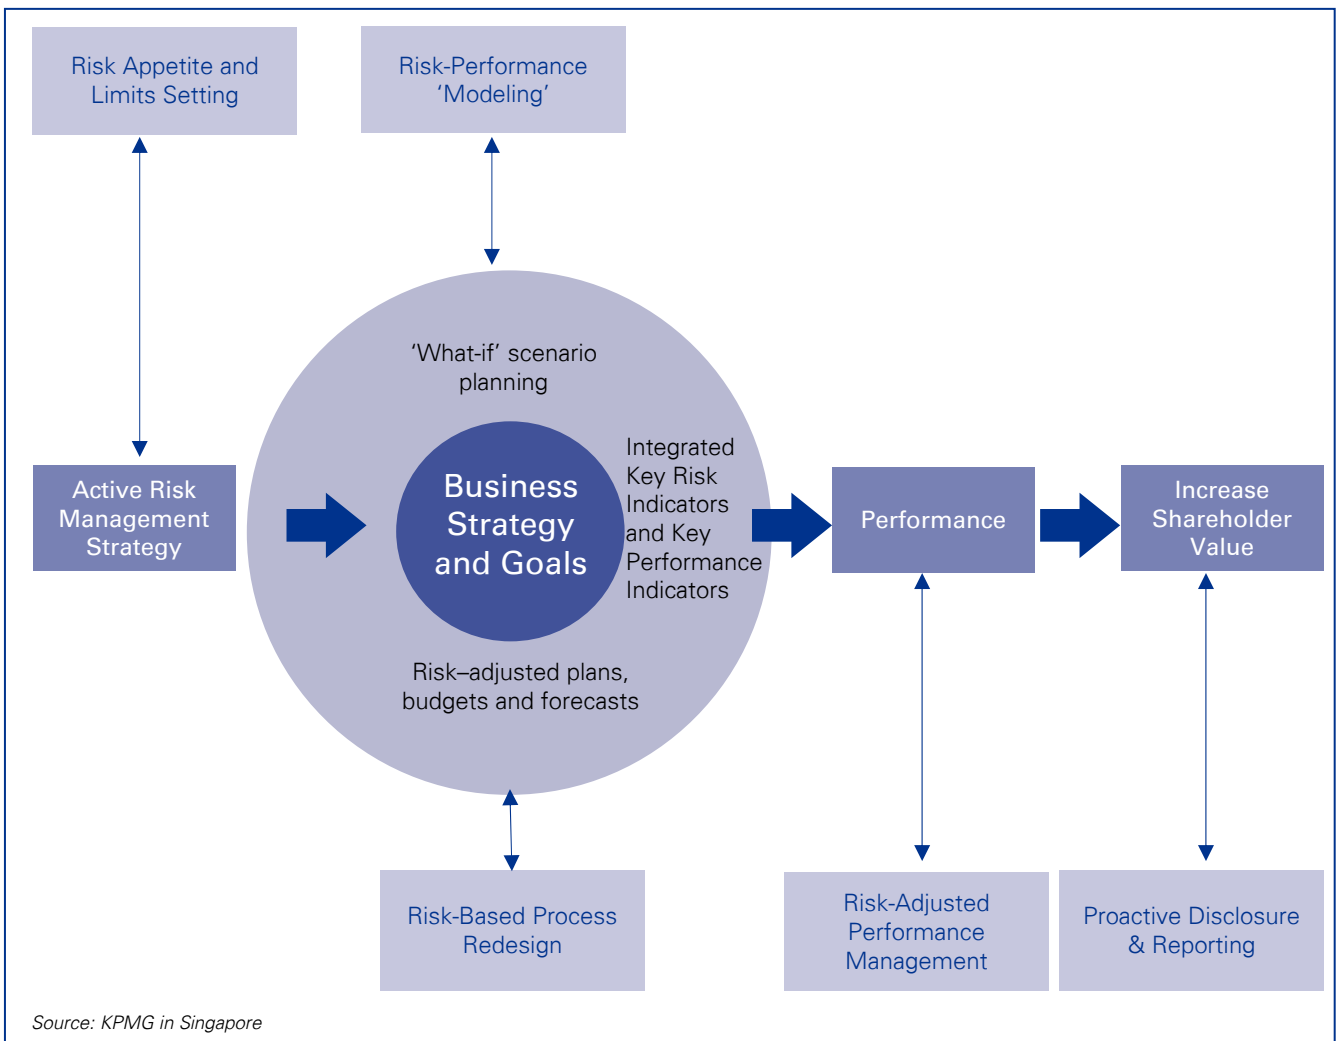 Risk Appetite and
Limits Setting
Risk-Performance
‘Modeling’
‘What-if’ scenario
planning
Active Risk
Management
Strategy
Business
Strategy
and Goals
Integrated
Key Risk
Indicators
and Key
Performance
Indicators
Performance
Increase
Shareholder
Value
Risk–adjusted plans,
budgets and forecasts
Risk-Based Process
Redesign
Risk-Adjusted
Performance
Management
Proactive Disclosure
& Reporting
Source: KPMG in Singapore